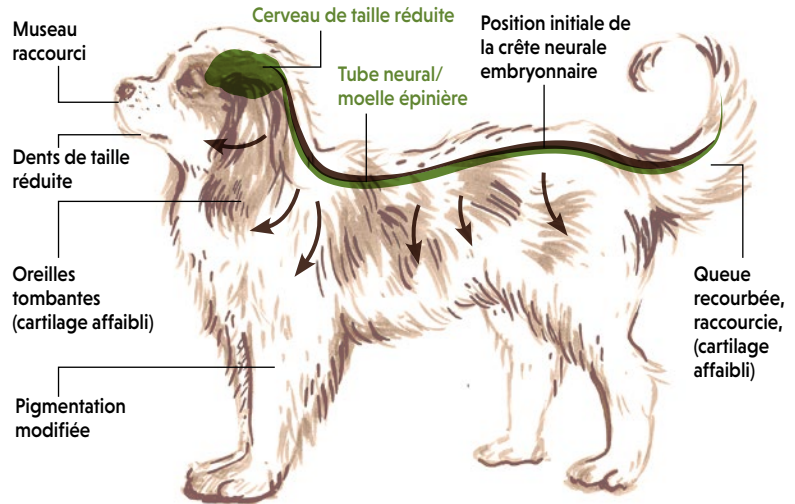 Museau
raccourci
Cerveau de taille réduite
Position initiale de
la crête neurale
embryonnaire
Tube neural/
moelle épinière
Dents de taille
réduite
Oreilles
tombantes
(cartilage affaibli)
Queue
recourbée,
raccourcie,
(cartilage
affaibli)
Pigmentation
modifiée